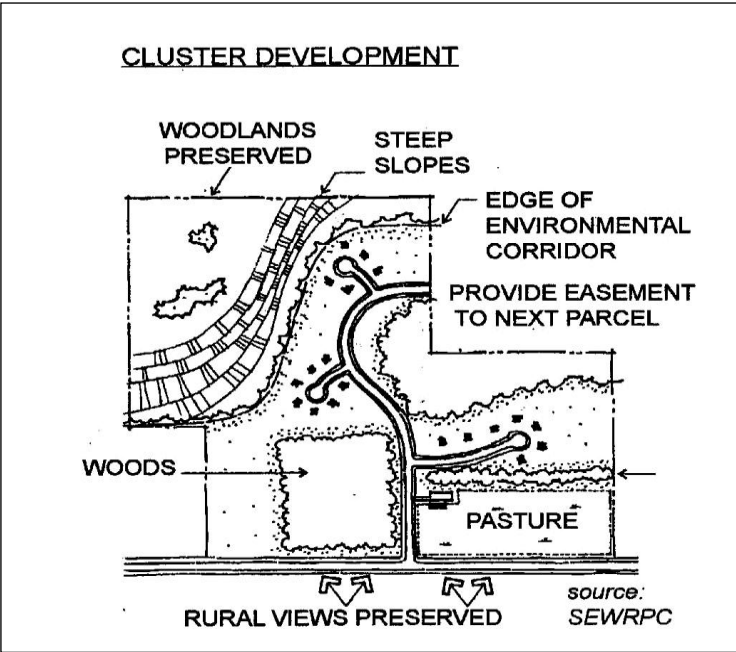 CLUSTER DEVELOPMENT
WOODLANDS
PRESERVED
STEEP
SLOPES
EDGE OF
ENVIRONMENTAL
CORRIDOR
PROVIDE EASEMENT
TO NEXT PARCEL
WOODS
PASTURE
RURAL VIEWS PRESERVED
source:
SEWRPC